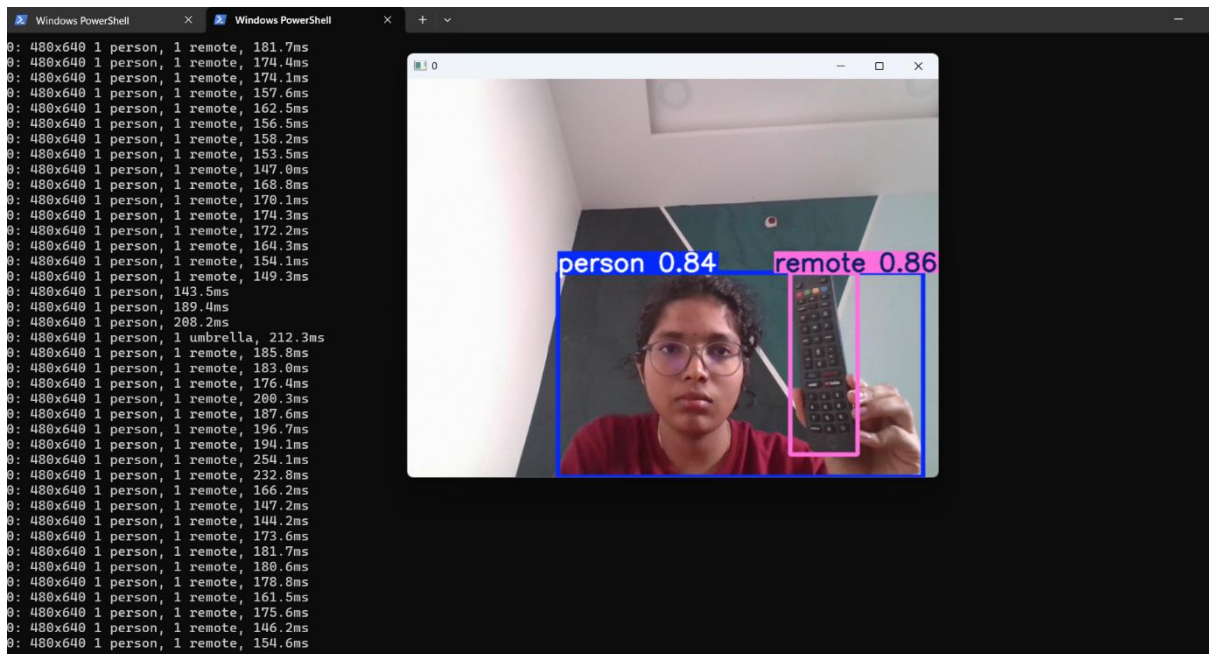 Windows PowerShell
Windows PowerShell
0: 480x640 1 person, 1 remote, 181.7ms
0: 480x640 1 person, 1 remote, 174.4ms
0: 480x640 1 person, 1 remote, 174.1ms
0: 480x640 1 person, 1 remote, 157.6ms
0: 480x640 1 person, 1 remote, 162.5ms
0: 480x640 1 person, 1 remote, 156.5ms
0: 480x640 1 person, 1 remote, 158.2ms
0: 480x640 1 person, 1 remote, 153.5ms
0: 480x640 1 person, 1 remote, 147.0ms
0: 480x640 1 person, 1 remote, 168.8ms
0: 480x640 1 person, 1 remote, 170.1ms
0: 480x640 1 person, 1 remote, 174.3ms
0: 480x640 1 person, 1 remote, 172.2ms
0: 480x640 1 person, 1 remote, 164.3ms
0: 480x640 1 person, 1 remote, 154.1ms
0: 480x640 1 person, 1 remote, 149.3ms
0: 480x640 1 person, 143.5ms
0: 480x640 1 person, 189.4ms
0: 480x640 1 person, 208.2ms
0: 480x640 1 person, 1 umbrella, 212.3ms
0: 480x640 1 person, 1 remote, 185.8ms
0: 480x640 1 person, 1 remote, 183.0ms
0: 480x640 1 person, 1 remote, 176.4ms
0: 480x640 1 person, 1 remote, 200.3ms
0: 480x640 1 person, 1 remote, 187.6ms
0: 480x640 1 person, 1 remote, 196.7ms
0: 480x640 1 person, 1 remote, 194.1ms
0: 480x640 1 person, 1 remote, 254.1ms
0: 480x640 1 person, 1 remote, 232.8ms
0: 480x640 1 person, 1 remote, 166.2ms
0: 480x640 1 person, 1 remote, 147.2ms
0: 480x640 1 person, 1 remote, 144.2ms
0: 480x640 1 person, 1 remote, 173.6ms
0: 480x640 1 person, 1 remote, 181.7ms
0: 480x640 1 person, 1 remote, 180.6ms
0: 480x640 1 person, 1 remote, 178.8ms
0: 480x640 1 person, 1 remote, 161.5ms
0: 480x640 1 person, 1 remote, 175.6ms
0: 480x640 1 person, 1 remote, 146.2ms
0: 480x640 1 person, 1 remote, 154.6ms
0
person 0.84
remote 0.86